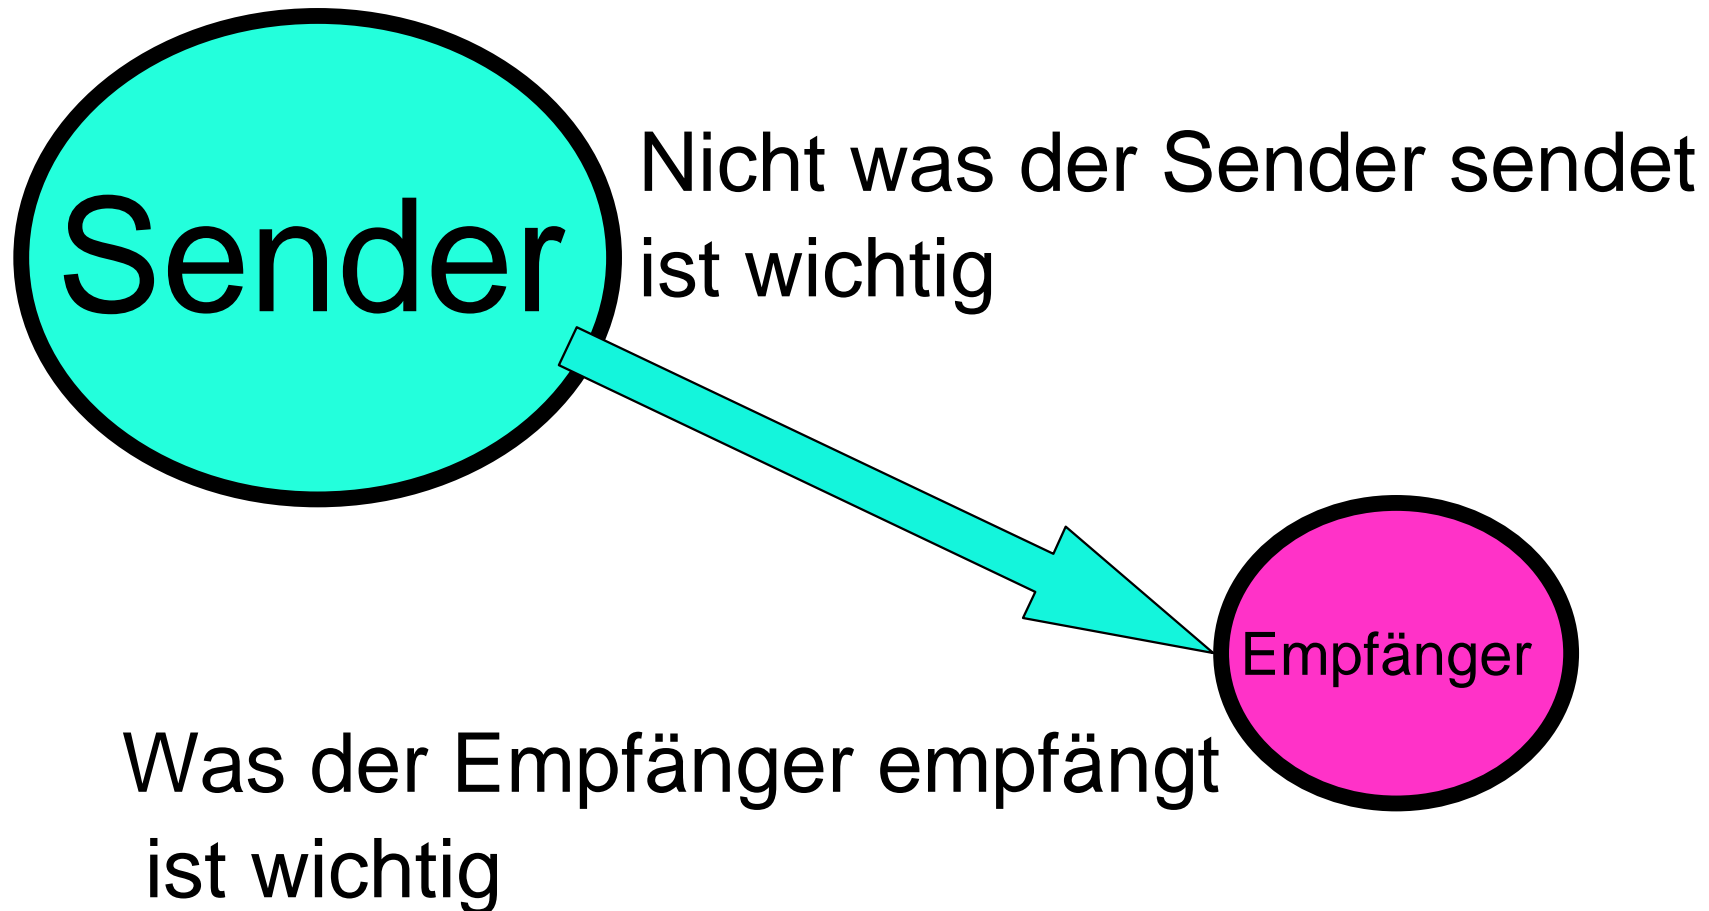 Sender
Nicht was der Sender sendet
ist wichtig
Empfänger
Was der Empfänger empfängt
ist wichtig